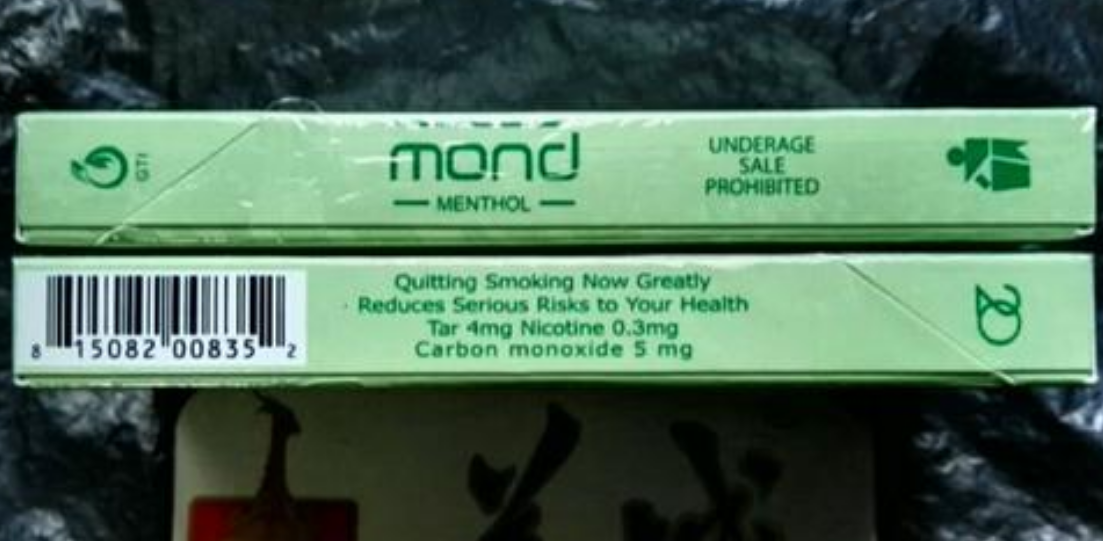 GTI
mond
MENTHOL
UNDERAGE
SALE
PROHIBITED
8 15082 00835 2
Quitting Smoking Now Greatly
Reduces Serious Risks to Your Health
Tar 4mg Nicotine 0.3mg
Carbon monoxide 5 mg